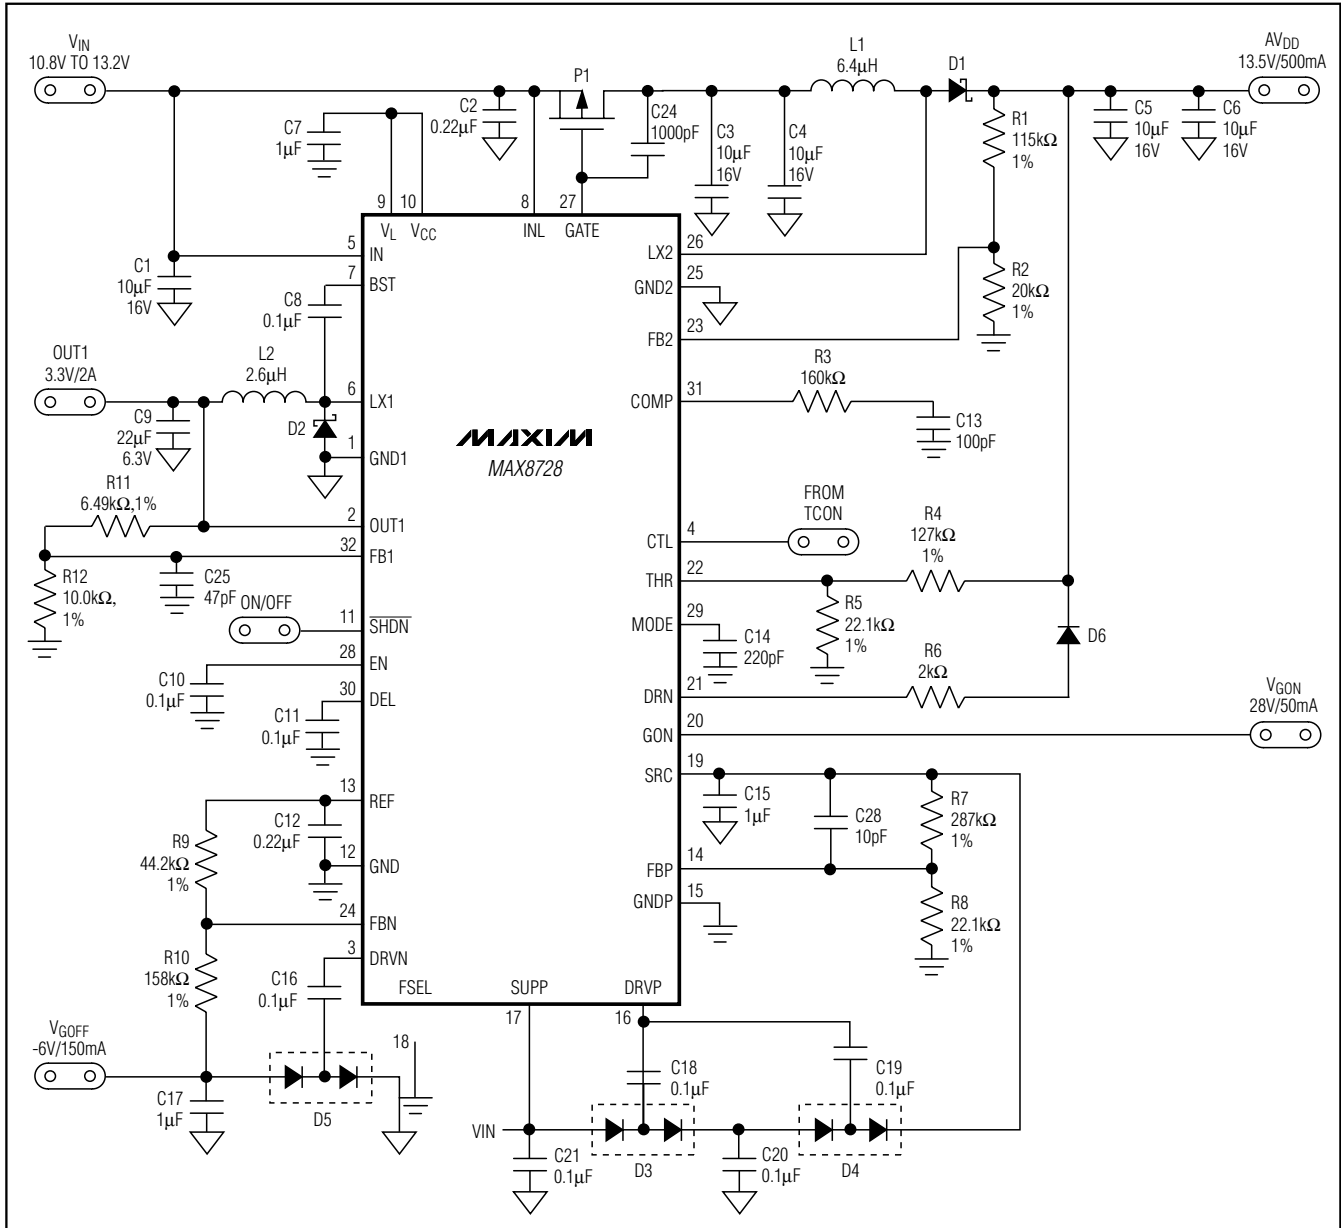 VIN
10.8V TO 13.2V
C7
1µF
C2
0.22µF
P1
C24
1000pF
C3
10µF
16V
C4
10µF
16V
L1
6.4µH
D1
R1
115kΩ
1%
C5
10µF
16V
C6
10µF
16V
AVDD
13.5V/500mA
9
10
8
27
VL
VCC
INL
GATE
5
IN
C1
10µF
16V
7
BST
C8
0.1µF
LX2
26
GND2
25
FB2
23
R2
20kΩ
1%
OUT1
3.3V/2A
L2
2.6µH
6
LX1
C9
22µF
6.3V
D2
1
GND1
MAXIM
MAX8728
COMP
31
R3
160kΩ
C13
100pF
R11
6.49kΩ,1%
2
OUT1
32
FB1
R12
10.0kΩ,
1%
C25
47pF
FROM
TCON
CTL
4
R4
127kΩ
1%
THR
22
R5
22.1kΩ
1%
ON/OFF
11
SHDN
MODE
29
C14
220pF
D6
28
EN
C10
0.1µF
R6
2kΩ
DRN
21
30
DEL
C11
0.1µF
GON
20
VGON
28V/50mA
SRC
19
C15
1µF
C28
10pF
R7
287kΩ
1%
13
REF
C12
0.22µF
R9
44.2kΩ
1%
12
GND
FBP
14
GNDP
15
R8
22.1kΩ
1%
24
FBN
3
DRVN
R10
158kΩ
1%
C16
0.1µF
FSEL
SUPP
DRVP
17
16
18
VGOFF
-6V/150mA
C17
1µF
D5
C18
0.1µF
C19
0.1µF
VIN
C21
0.1µF
D3
C20
0.1µF
D4